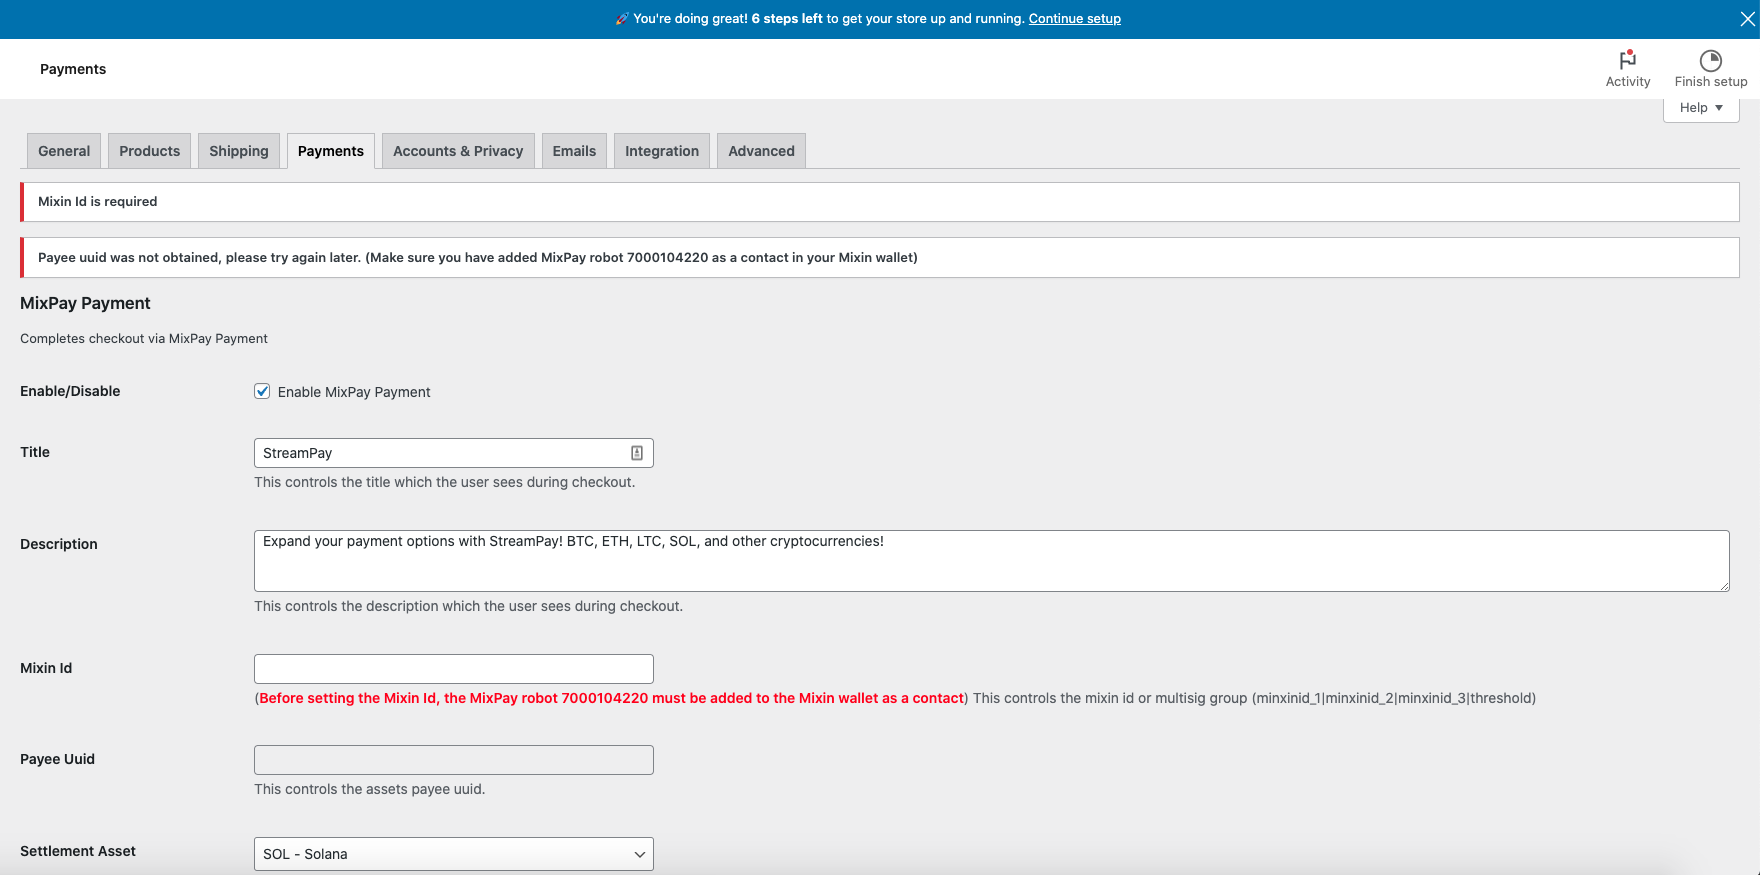 🚀 You're doing great! 6 steps left to get your store up and running. Continue setup
Payments
Activity
Finish setup
Help
General
Products
Shipping
Payments
Accounts & Privacy
Emails
Integration
Advanced
Mixin Id is required
Payee uuid was not obtained, please try again later. (Make sure you have added MixPay robot 7000104220 as a contact in your Mixin wallet)
MixPay Payment
Completes checkout via MixPay Payment
Enable/Disable
Enable MixPay Payment
Title
StreamPay
This controls the title which the user sees during checkout.
Description
Expand your payment options with StreamPay! BTC, ETH, LTC, SOL, and other cryptocurrencies!
This controls the description which the user sees during checkout.
Mixin Id
(Before setting the Mixin Id, the MixPay robot 7000104220 must be added to the Mixin wallet as a contact) This controls the mixin id or multisig group (minxinid_1|minxinid_2|minxinid_3|threshold)
Payee Uuid
This controls the assets payee uuid.
Settlement Asset
SOL - Solana